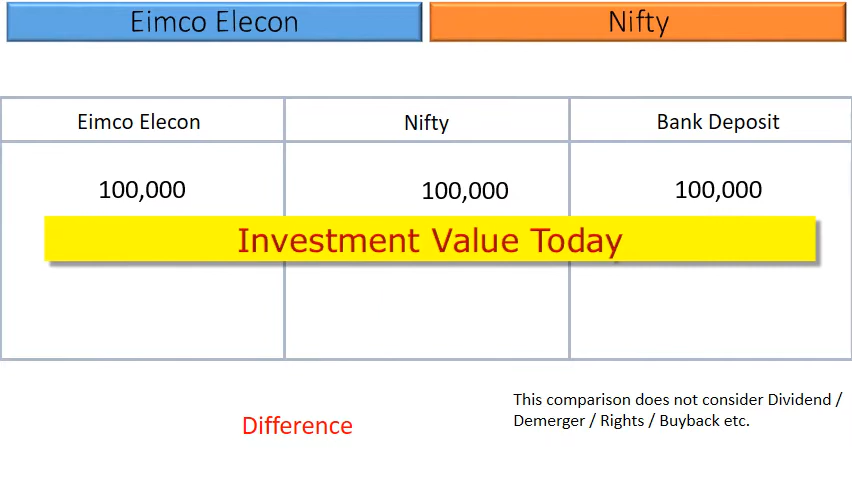 Eimco Elecon
Nifty
Eimco Elecon
Nifty
Bank Deposit
100,000
100,000
100,000
Investment Value Today
Difference
This comparison does not consider Dividend /
Demerger / Rights / Buyback etc.